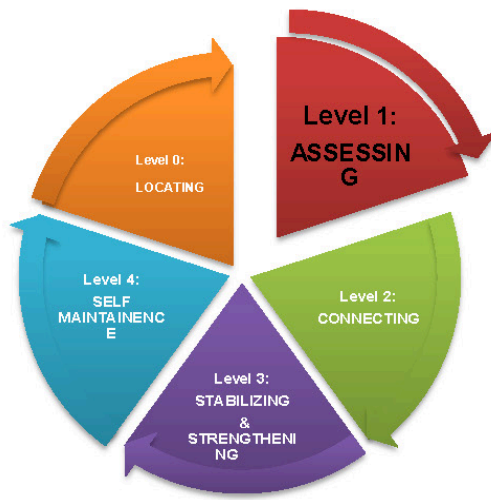 Level 1:
ASSESSIN
G
Level 0:
LOCATING
Level 2:
CONNECTING
Level 4:
SELF
MAINTAINENC
E
Level 3:
STABILIZING
&
STRENGTHENI
NG